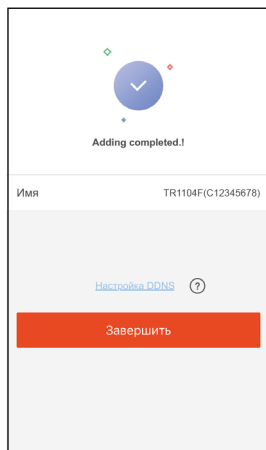 Adding completed.!
Имя TR1104F(C12345678)
Настройка DDNS ?
Завершить